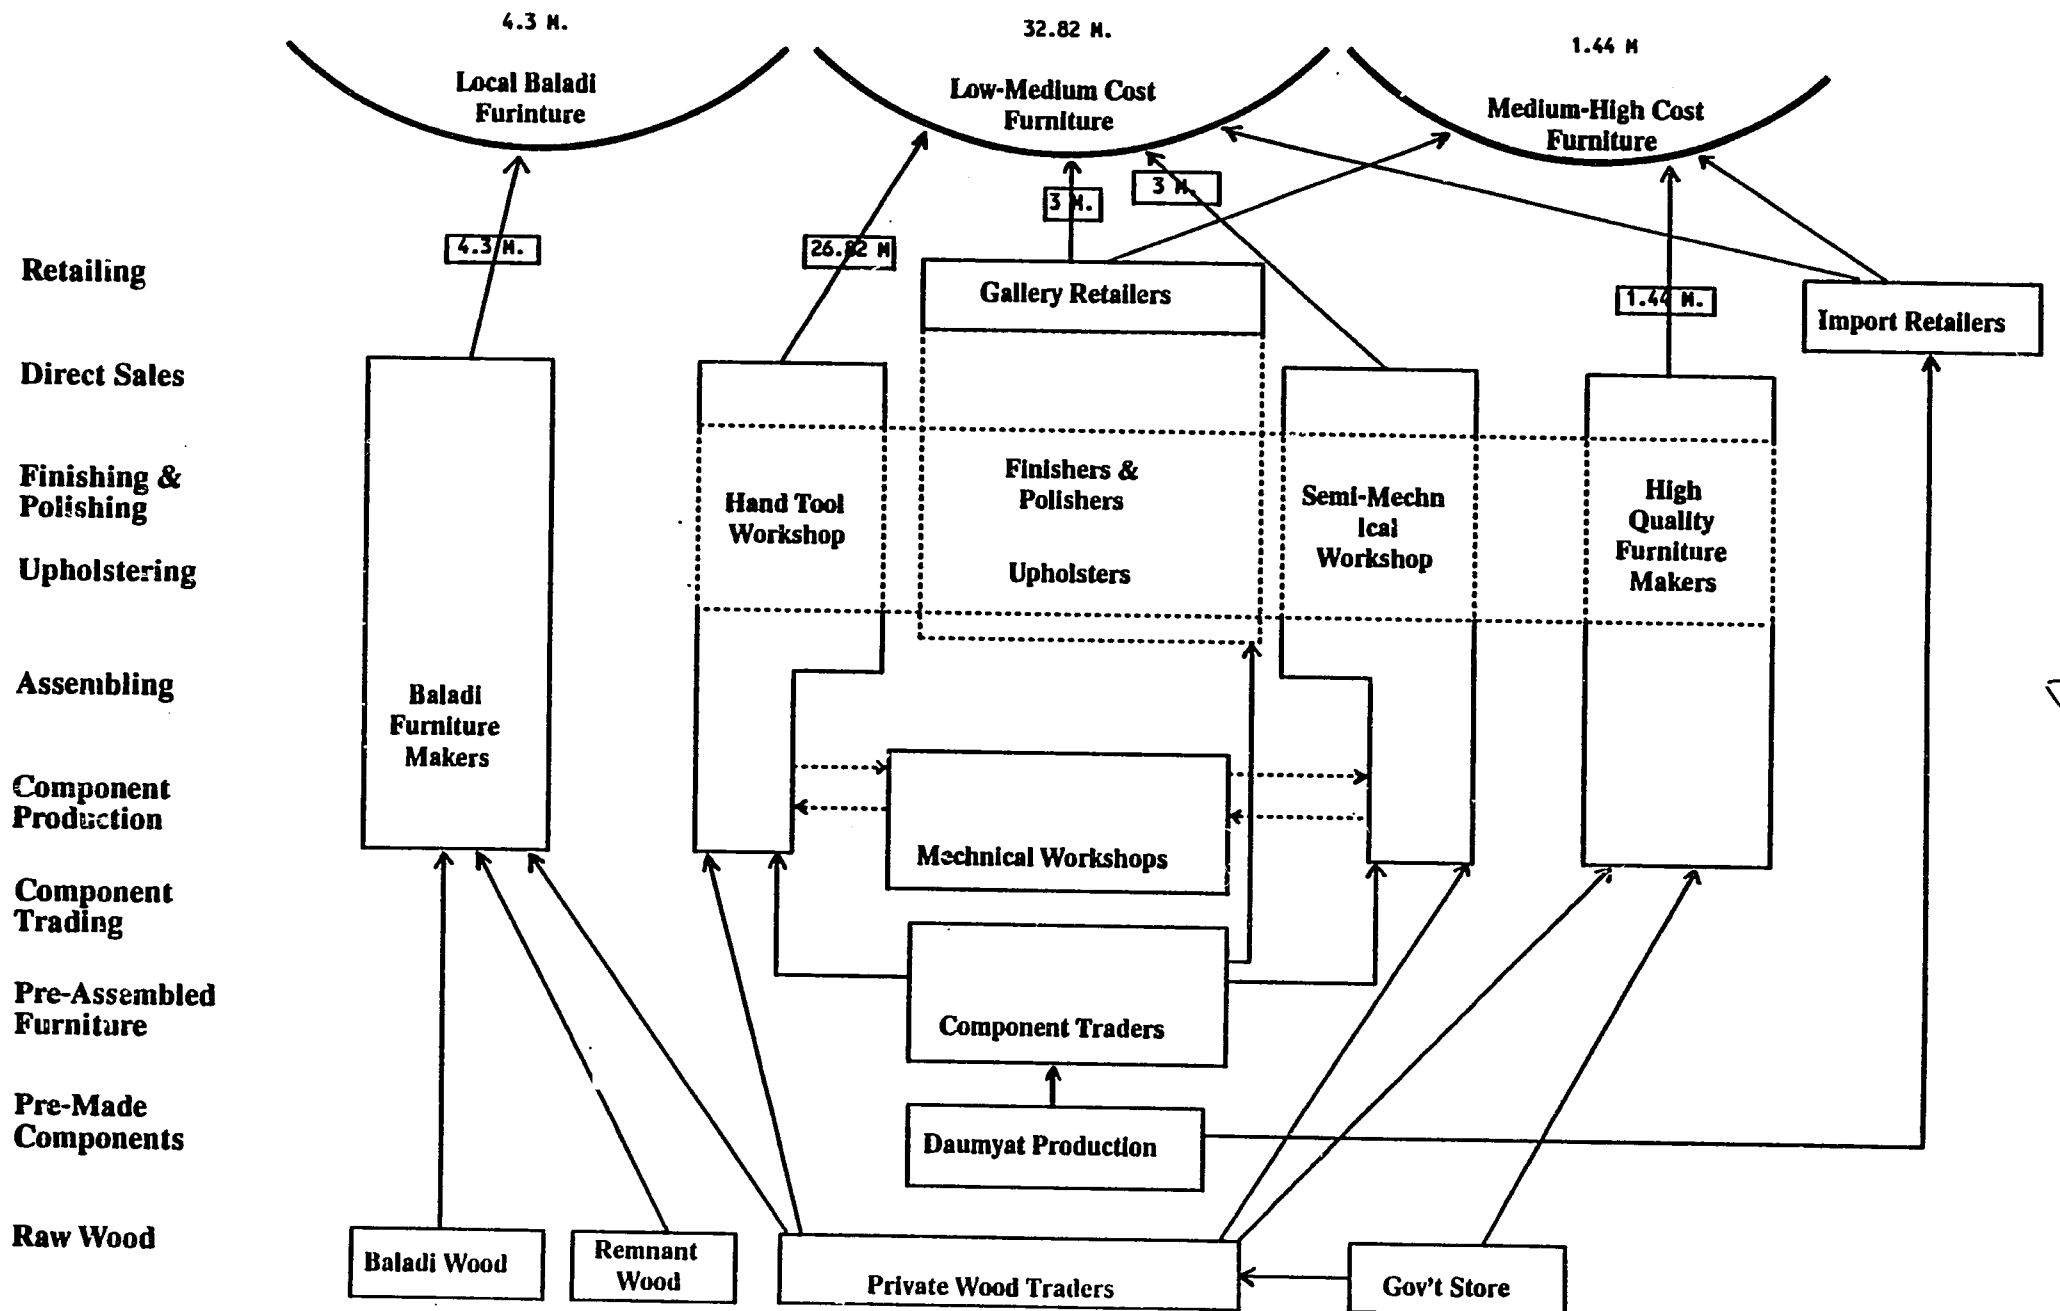 4.3 M.
32.82 M.
1.44 M
Local Baladi
Furinture
Low-Medium Cost
Furniture
Medium-High Cost
Furniture
3 M.
3 M.
4.3 M.
26.82 M
1.44 M.
Retailing
Gallery Retailers
Import Retailers
Direct Sales
Finishing &
Polishing
Upholstering
Hand Tool
Workshop
Finishers &
Polishers
Upholsters
Semi-Mechn
ical
Workshop
High
Quality
Furniture
Makers
Assembling
Baladi
Furniture
Makers
Component
Production
Mechnical Workshops
Component
Trading
Pre-Assembled
Furniture
Component Traders
Pre-Made
Components
Daumyat Production
Raw Wood
Baladi Wood
Remnant
Wood
Private Wood Traders
Gov't Store